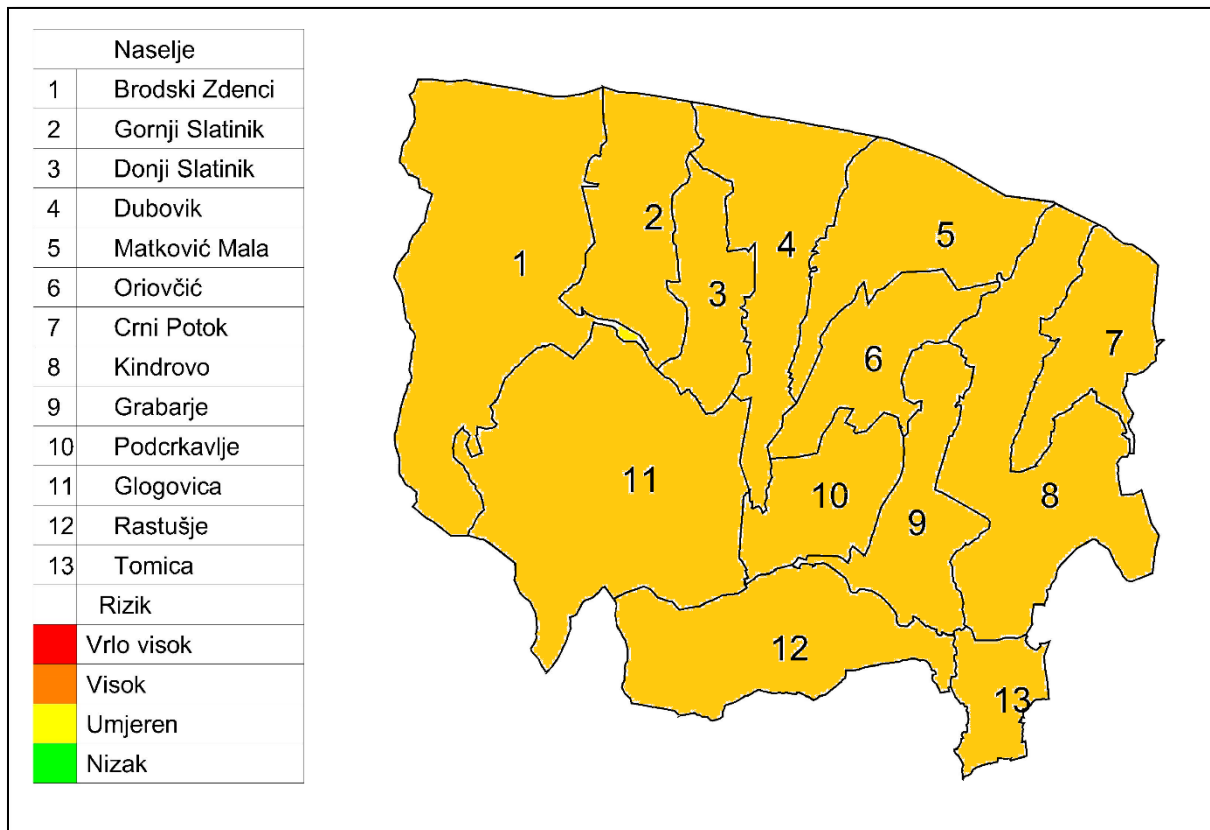 Naselje
1 Brodski Zdenci
2 Gornji Slatinik
3 Donji Slatinik
4 Dubovik
5 Matković Mala
6 Oriovčić
7 Crni Potok
8 Kindrovo
9 Grabarje
10 Podcrkavlje
11 Glogovica
12 Rastušje
13 Tomica
Rizik
Vrlo visok
Visok
Umjeren
Nizak
1
2
3
4
5
6
7
8
9
10
11
12
13